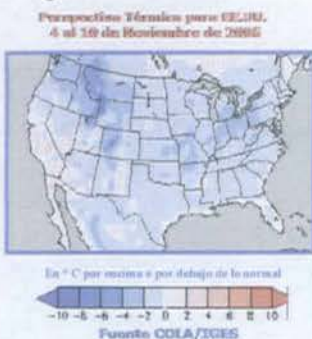 Perspectiva Térmica para EE.UU.
4 al 10 de Noviembre de 2005
En ° C por encima o por debajo de lo normal
-10 -8 -6 -4 -2 0 2 4 6 8 10
Fuente COLA/IGES